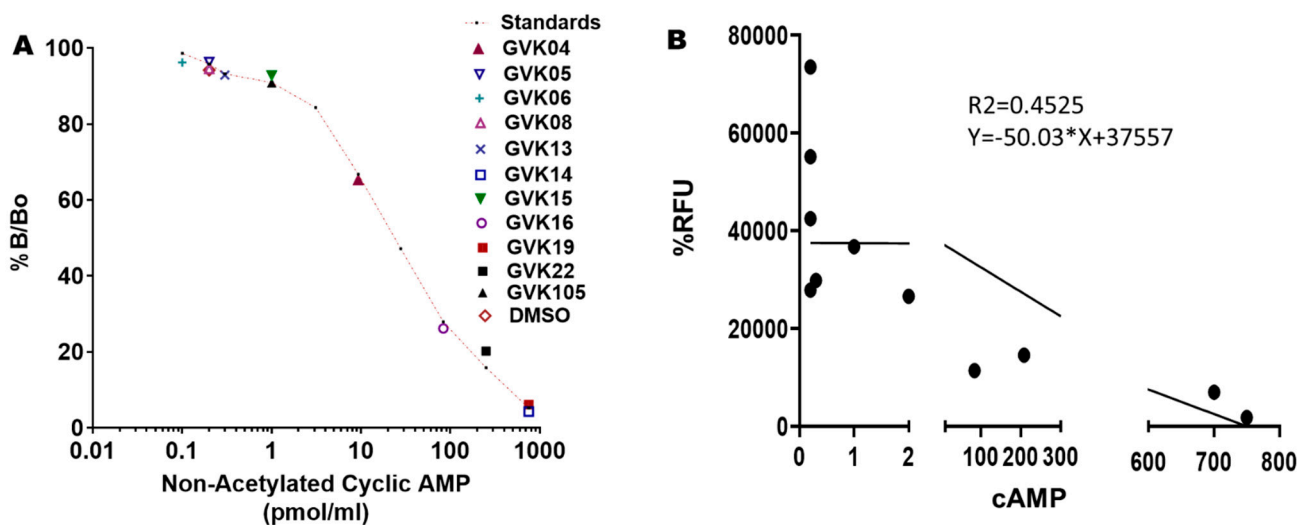 A
100
80
60
40
20
0
% B/Bo
0.01
0.1
1
10
100
1000
Non-Acetylated Cyclic AMP
(pmol/ml)
Standards
GVK04
GVK05
GVK06
GVK08
GVK13
GVK14
GVK15
GVK16
GVK19
GVK22
GVK105
DMSO
B
80000
60000
40000
20000
0
%RFU
R2=0.4525
Y=-50.03*X+37557
0
1
2
100
200
300
600
700
800
cAMP